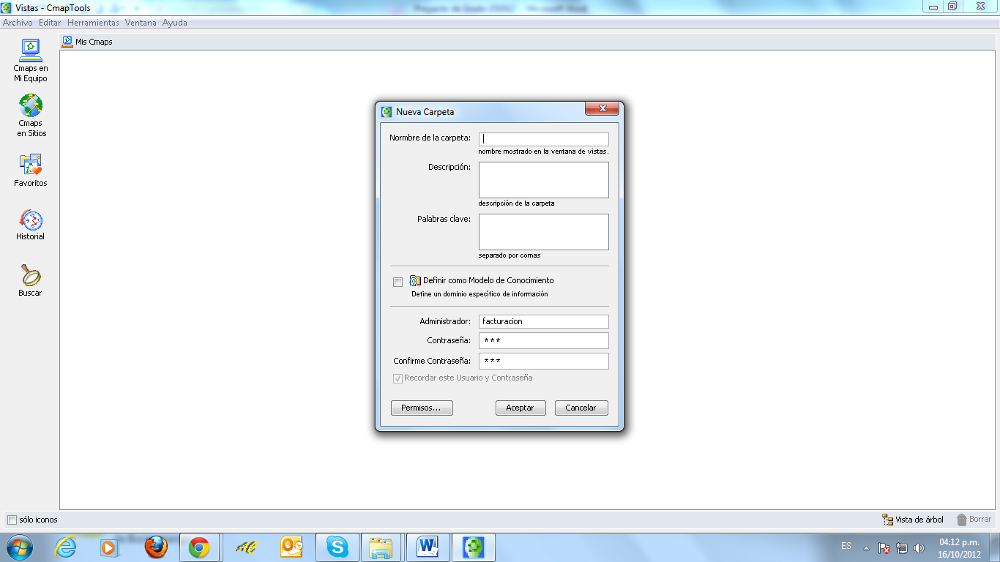 Vistas - CmapTools
Archivo Editar Herramientas Ventana Ayuda
Mis Cmaps
Cmaps en
Mi Equipo
Cmaps
en Sitios
Favoritos
Historial
Buscar
Nueva Carpeta
Nombre de la carpeta:
nombre mostrado en la ventana de vistas.
Descripción:
descripción de la carpeta
Palabras clave:
separado por comas
Definir como Modelo de Conocimiento
Define un dominio específico de información
Administrador: facturacion
Contraseña: ***
Confirme Contraseña: ***
Recordar este Usuario y Contraseña
Permisos... Aceptar Cancelar
sólo iconos
Vista de árbol Borrar
ES
04:12 p.m.
16/10/2012